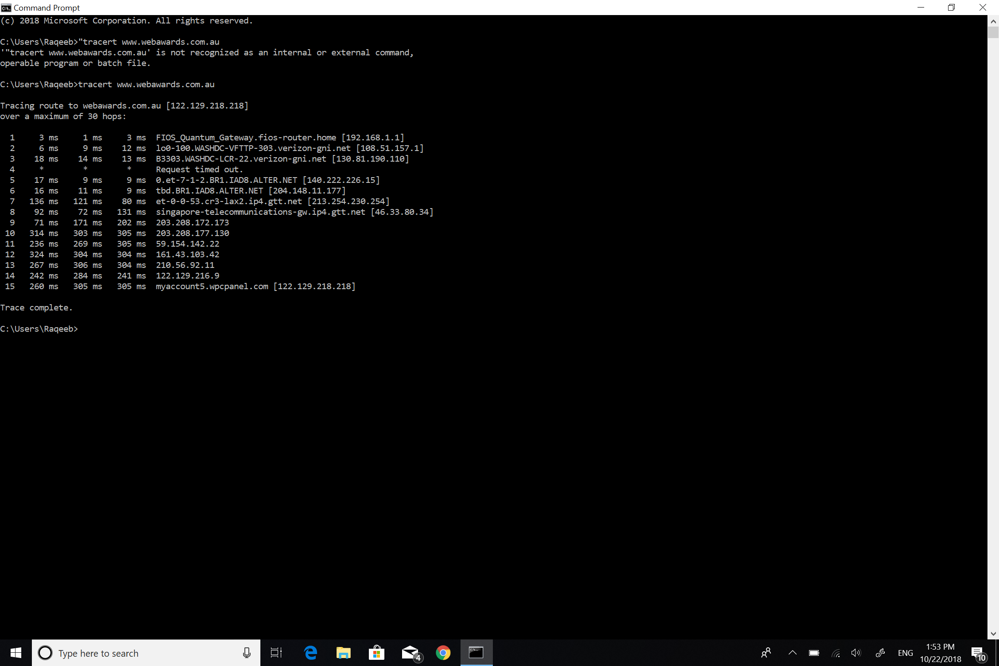 Command Prompt
(c) 2018 Microsoft Corporation. All rights reserved.
C:\Users\Raqeeb>"tracert www.webawards.com.au
'"tracert www.webawards.com.au' is not recognized as an internal or external command,
operable program or batch file.
C:\Users\Raqeeb>tracert www.webawards.com.au
Tracing route to webawards.com.au [122.129.218.218]
over a maximum of 30 hops:
1 3 ms 1 ms 3 ms FIOS_Quantum_Gateway.fios-router.home [192.168.1.1]
2 6 ms 9 ms 12 ms lo0-100.WASHDC-VFTTP-303.verizon-gni.net [108.51.157.1]
3 18 ms 14 ms 13 ms B3303.WASHDC-LCR-22.verizon-gni.net [130.81.190.110]
4 * * * Request timed out.
5 17 ms 9 ms 9 ms 0.et-7-1-2.BR1.IAD8.ALTER.NET [140.222.226.15]
6 16 ms 11 ms 9 ms tbd.BR1.IAD8.ALTER.NET [204.148.11.177]
7 136 ms 121 ms 80 ms et-0-0-53.cr3-lax2.ip4.gtt.net [213.254.230.254]
8 92 ms 72 ms 131 ms singapore-telecommunications-gw.ip4.gtt.net [46.33.80.34]
9 71 ms 171 ms 202 ms 203.208.172.173
10 314 ms 303 ms 305 ms 203.208.177.130
11 236 ms 269 ms 305 ms 59.154.142.22
12 324 ms 304 ms 304 ms 161.43.103.42
13 267 ms 306 ms 304 ms 210.56.92.11
14 242 ms 284 ms 241 ms 122.129.216.9
15 260 ms 305 ms 305 ms myaccount5.wpcpanel.com [122.129.218.218]
Trace complete.
C:\Users\Raqeeb>
Type here to search
4
ENG
1:53 PM
10/22/2018
10